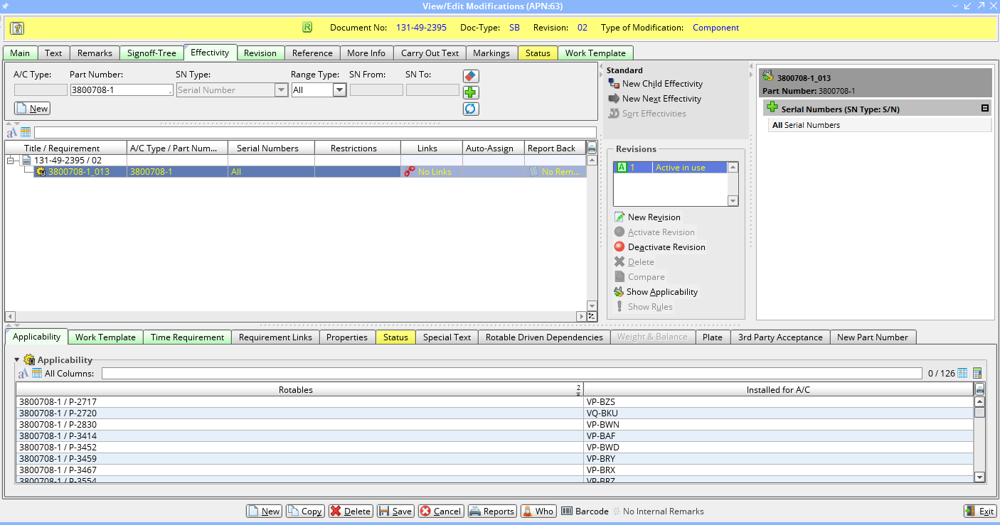 View/Edit Modifications (APN:63)
R Document No: 131-49-2395 Doc-Type: SB Revision: 02 Type of Modification: Component
Main Text Remarks Signoff-Tree Effectivity Revision Reference More Info Carry Out Text Markings Status Work Template
A/C Type: Part Number: SN Type: Range Type: SN From: SN To:
3800708-1 Serial Number All
New
Title / Requirement A/C Type / Part Num... Serial Numbers Restrictions Links Auto-Assign Report Back
131-49-2395 / 02
3800708-1_013 3800708-1 All No Links No Rem...
Standard
New Child Effectivity
New Next Effectivity
Sort Effectivities
Revisions
A 1 Active in use
New Revision
Activate Revision
Deactivate Revision
Delete
Compare
Show Applicability
Show Rules
3800708-1_013
Part Number: 3800708-1
Serial Numbers (SN Type: S/N)
All Serial Numbers
Applicability Work Template Time Requirement Requirement Links Properties Status Special Text Rotable Driven Dependencies Weight & Balance Plate 3rd Party Acceptance New Part Number
Applicability
All Columns: 0 / 126
Rotables 2 Installed for A/C
3800708-1 / P-2717 VP-BZS
3800708-1 / P-2720 VQ-BKU
3800708-1 / P-2830 VP-BWN
3800708-1 / P-3414 VP-BAF
3800708-1 / P-3452 VP-BWD
3800708-1 / P-3459 VP-BRY
3800708-1 / P-3467 VP-BRX
3800708-1 / P-3554 VP-BRZ
New Copy Delete Save Cancel Reports Who Barcode No Internal Remarks Exit